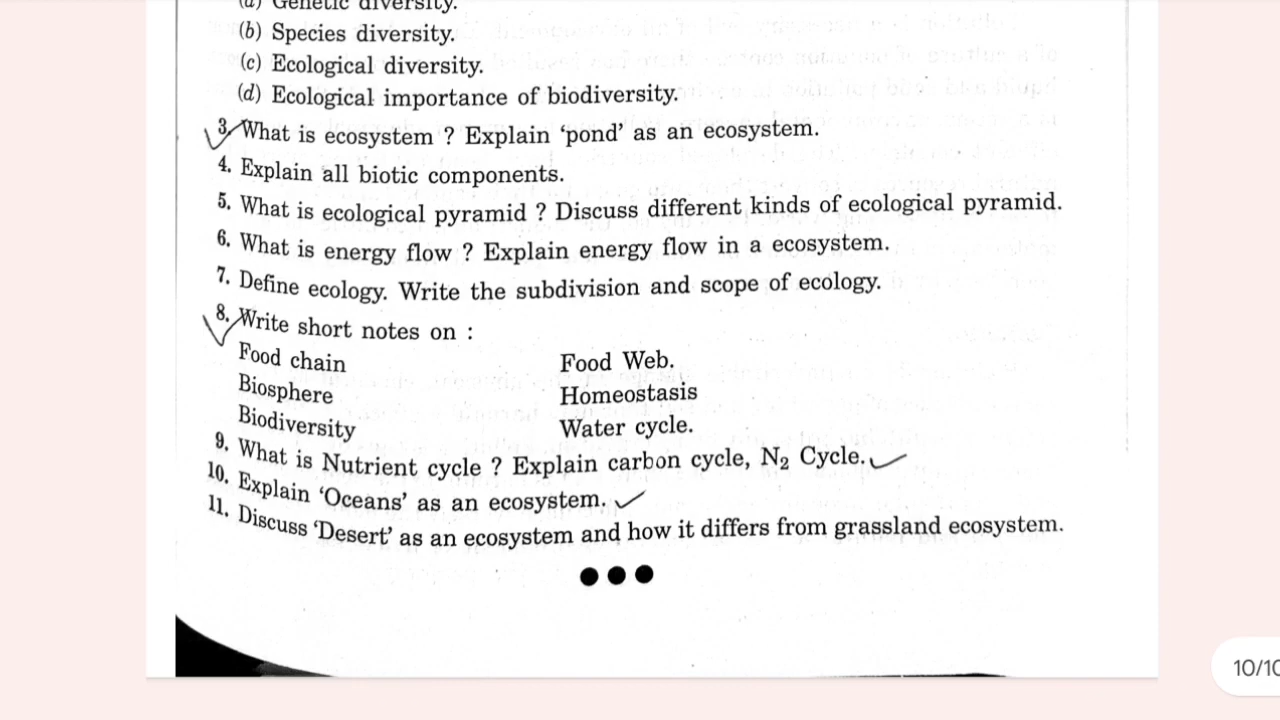 (a) Genetic diversity.
(b) Species diversity.
(c) Ecological diversity.
(d) Ecological importance of biodiversity.
3. What is ecosystem ? Explain ‘pond’ as an ecosystem.
4. Explain all biotic components.
5. What is ecological pyramid ? Discuss different kinds of ecological pyramid.
6. What is energy flow ? Explain energy flow in a ecosystem.
7. Define ecology. Write the subdivision and scope of ecology.
8. Write short notes on :
Food chain Food Web.
Biosphere Homeostasis
Biodiversity Water cycle.
9. What is Nutrient cycle ? Explain carbon cycle, N₂ Cycle.
10. Explain ‘Oceans’ as an ecosystem.
11. Discuss ‘Desert’ as an ecosystem and how it differs from grassland ecosystem.
10/10